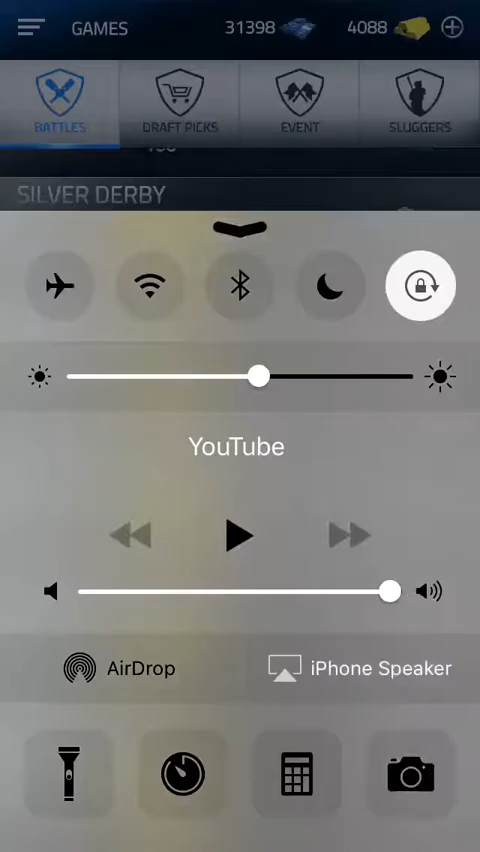 GAMES 31398 4088
BATTLES DRAFT PICKS EVENT SLUGGERS
SILVER DERBY
YouTube
AirDrop iPhone Speaker